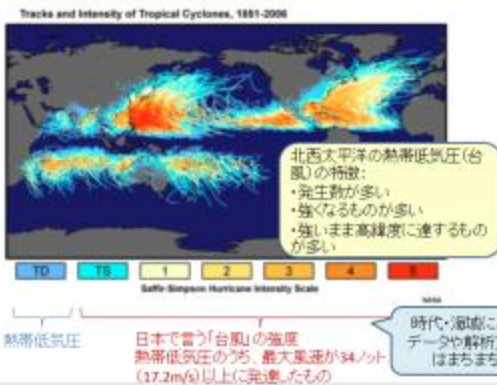 Tracks and Intensity of Tropical Cyclones, 1851-2006
北西太平洋の熱帯低気圧(台
風)の特徴:
・発生数が多い
・強くなるものが多い
・強いまま高緯度に達するもの
が多い
TD TS 1 2 3 4 5
Saffir-Simpson Hurricane Intensity Scale
NASA
熱帯低気圧
日本で言う「台風」の強度
熱帯低気圧のうち、最大風速が34ノット
(17.2m/s)以上に発達したもの
時代・海域に
データや解析
はまちま